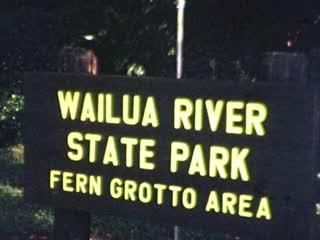 WAILUA RIVER
STATE PARK
FERN GROTTO AREA